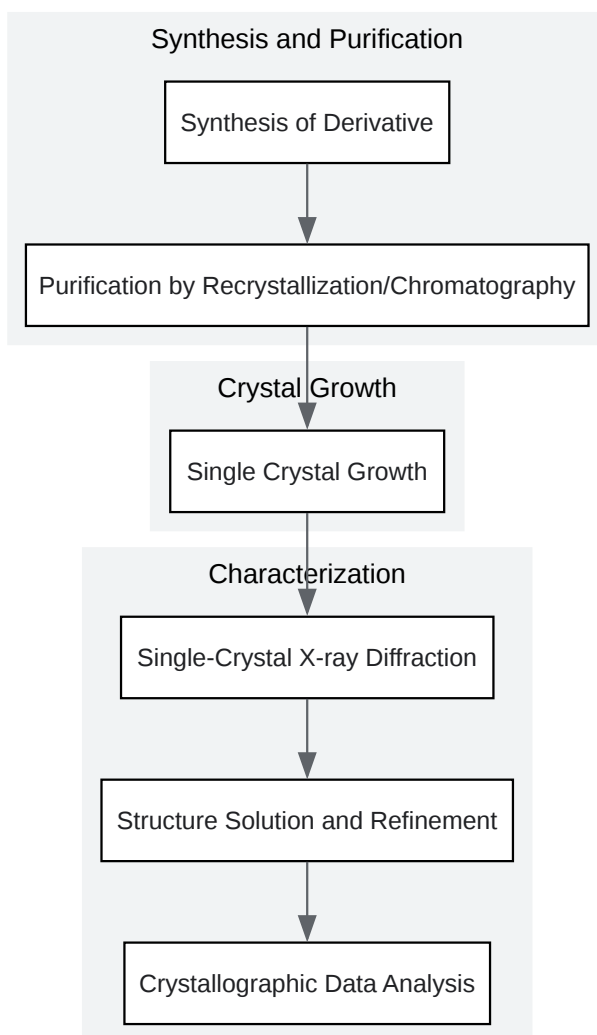 Synthesis and Purification
Synthesis of Derivative
Purification by Recrystallization/Chromatography
Crystal Growth
Single Crystal Growth
Characterization
Single-Crystal X-ray Diffraction
Structure Solution and Refinement
Crystallographic Data Analysis